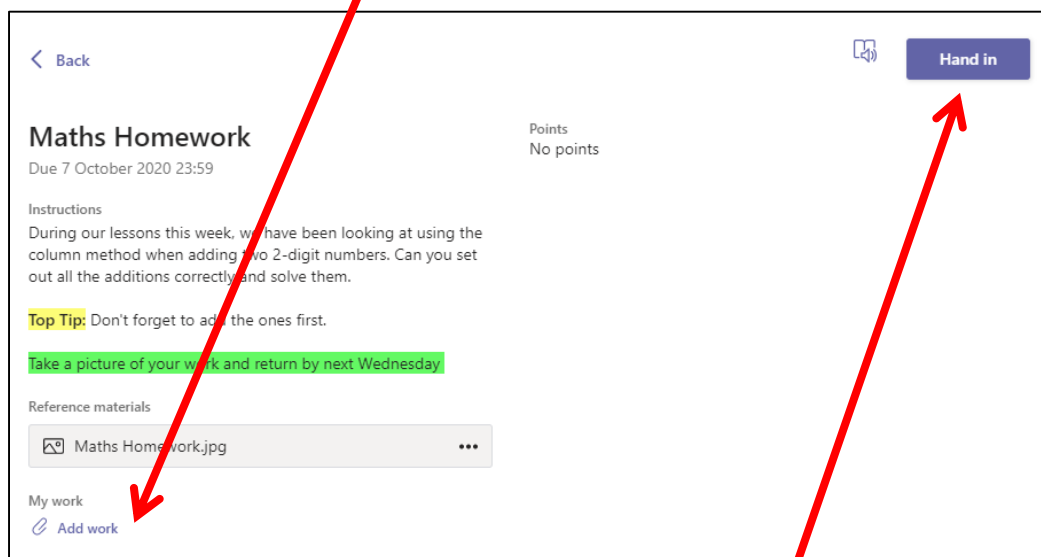 Back
Hand in
Maths Homework
Due 7 October 2020 23:59
Points
No points
Instructions
During our lessons this week, we have been looking at using the
column method when adding two 2-digit numbers. Can you set
out all the additions correctly and solve them.
Top Tip: Don't forget to add the ones first.
Take a picture of your work and return by next Wednesday
Reference materials
Maths Homework.jpg
My work
Add work